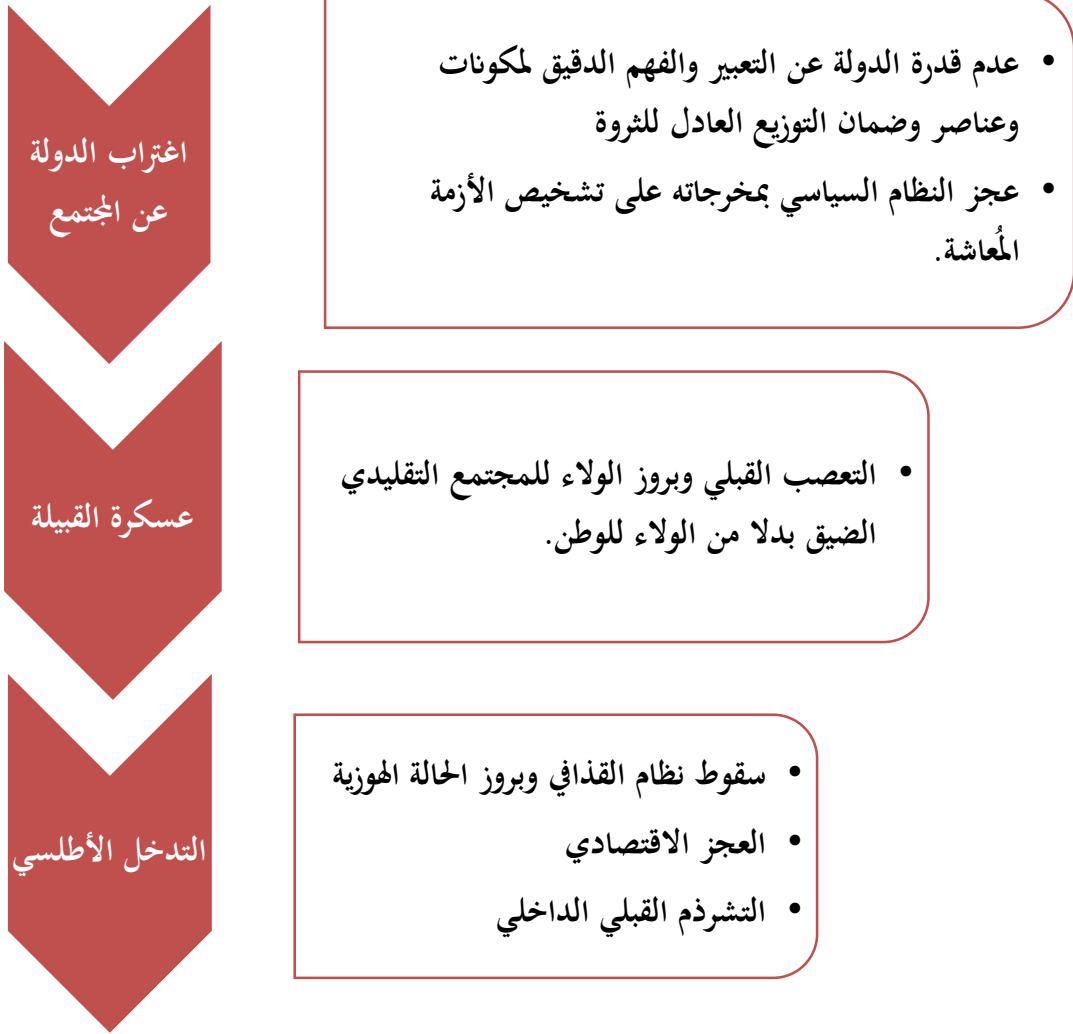 اغتراب الدولة
عن المجتمع
• عدم قدرة الدولة عن التعبير والفهم الدقيق لمكونات
وعناصر وضمان التوزيع العادل للثروة
• عجز النظام السياسي بمخرجاته على تشخيص الأزمة
المُعاشة.
عسكرة القبيلة
• التعصب القبلي وبروز الولاء للمجتمع التقليدي
الضيق بدلا من الولاء للوطن.
التدخل الأطلسي
• سقوط نظام القذافي وبروز الحالة الهوزية
• العجز الاقتصادي
• التشرذم القبلي الداخلي